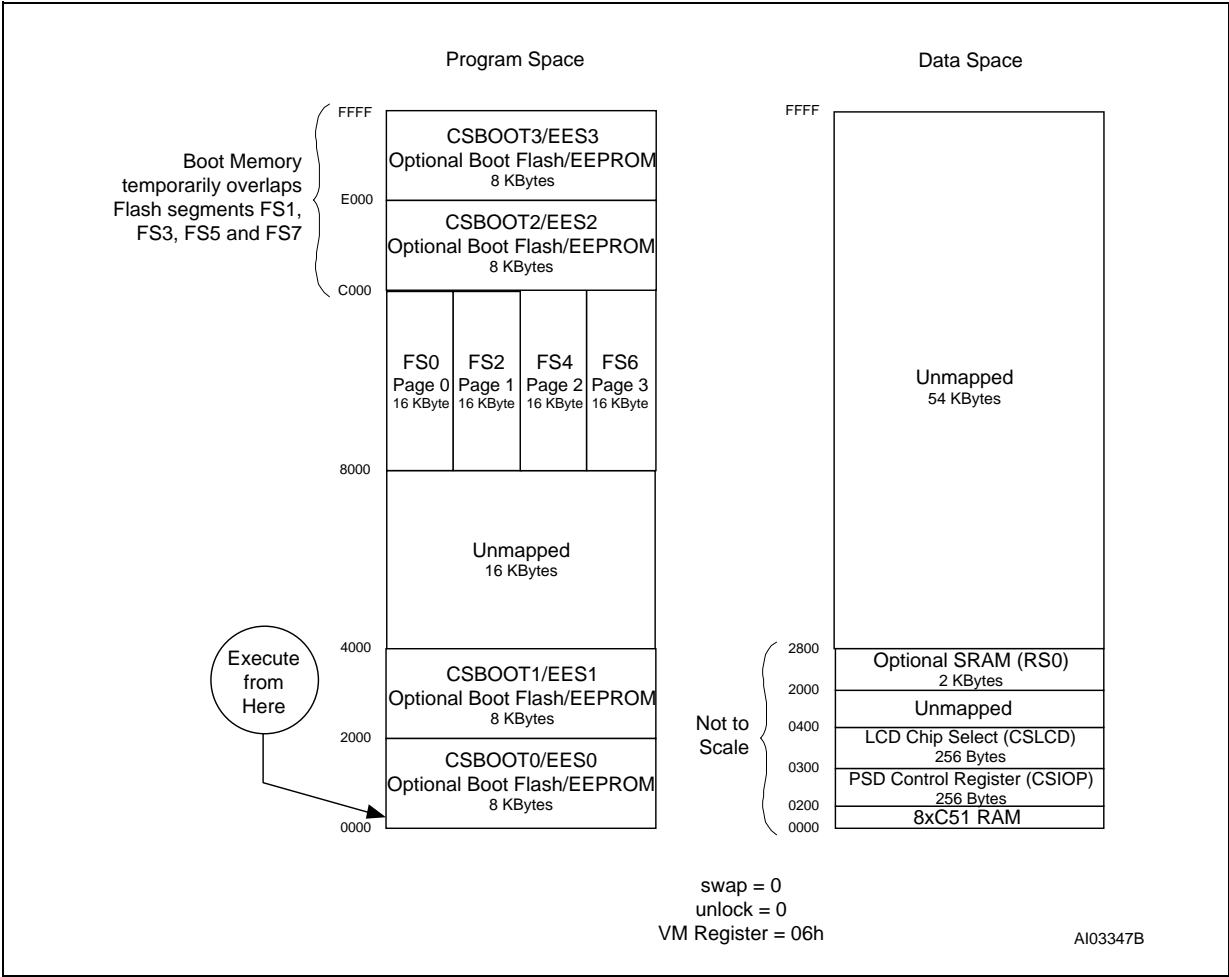 Program Space
Data Space
FFFF
CSBOOT3/EES3
Optional Boot Flash/EEPROM
8 KBytes
Boot Memory
temporarily overlaps
Flash segments FS1,
FS3, FS5 and FS7
E000
CSBOOT2/EES2
Optional Boot Flash/EEPROM
8 KBytes
C000
FS0
Page 0
16 KByte
FS2
Page 1
16 KByte
FS4
Page 2
16 KByte
FS6
Page 3
16 KByte
8000
Unmapped
16 KBytes
4000
Execute
from
Here
CSBOOT1/EES1
Optional Boot Flash/EEPROM
8 KBytes
2000
CSBOOT0/EES0
Optional Boot Flash/EEPROM
8 KBytes
0000
FFFF
Unmapped
54 KBytes
2800
Optional SRAM (RS0)
2 KBytes
2000
Unmapped
Not to
Scale
0400
LCD Chip Select (CSLCD)
256 Bytes
0300
PSD Control Register (CSIOP)
256 Bytes
0200
8xC51 RAM
0000
swap = 0
unlock = 0
VM Register = 06h
AI03347B